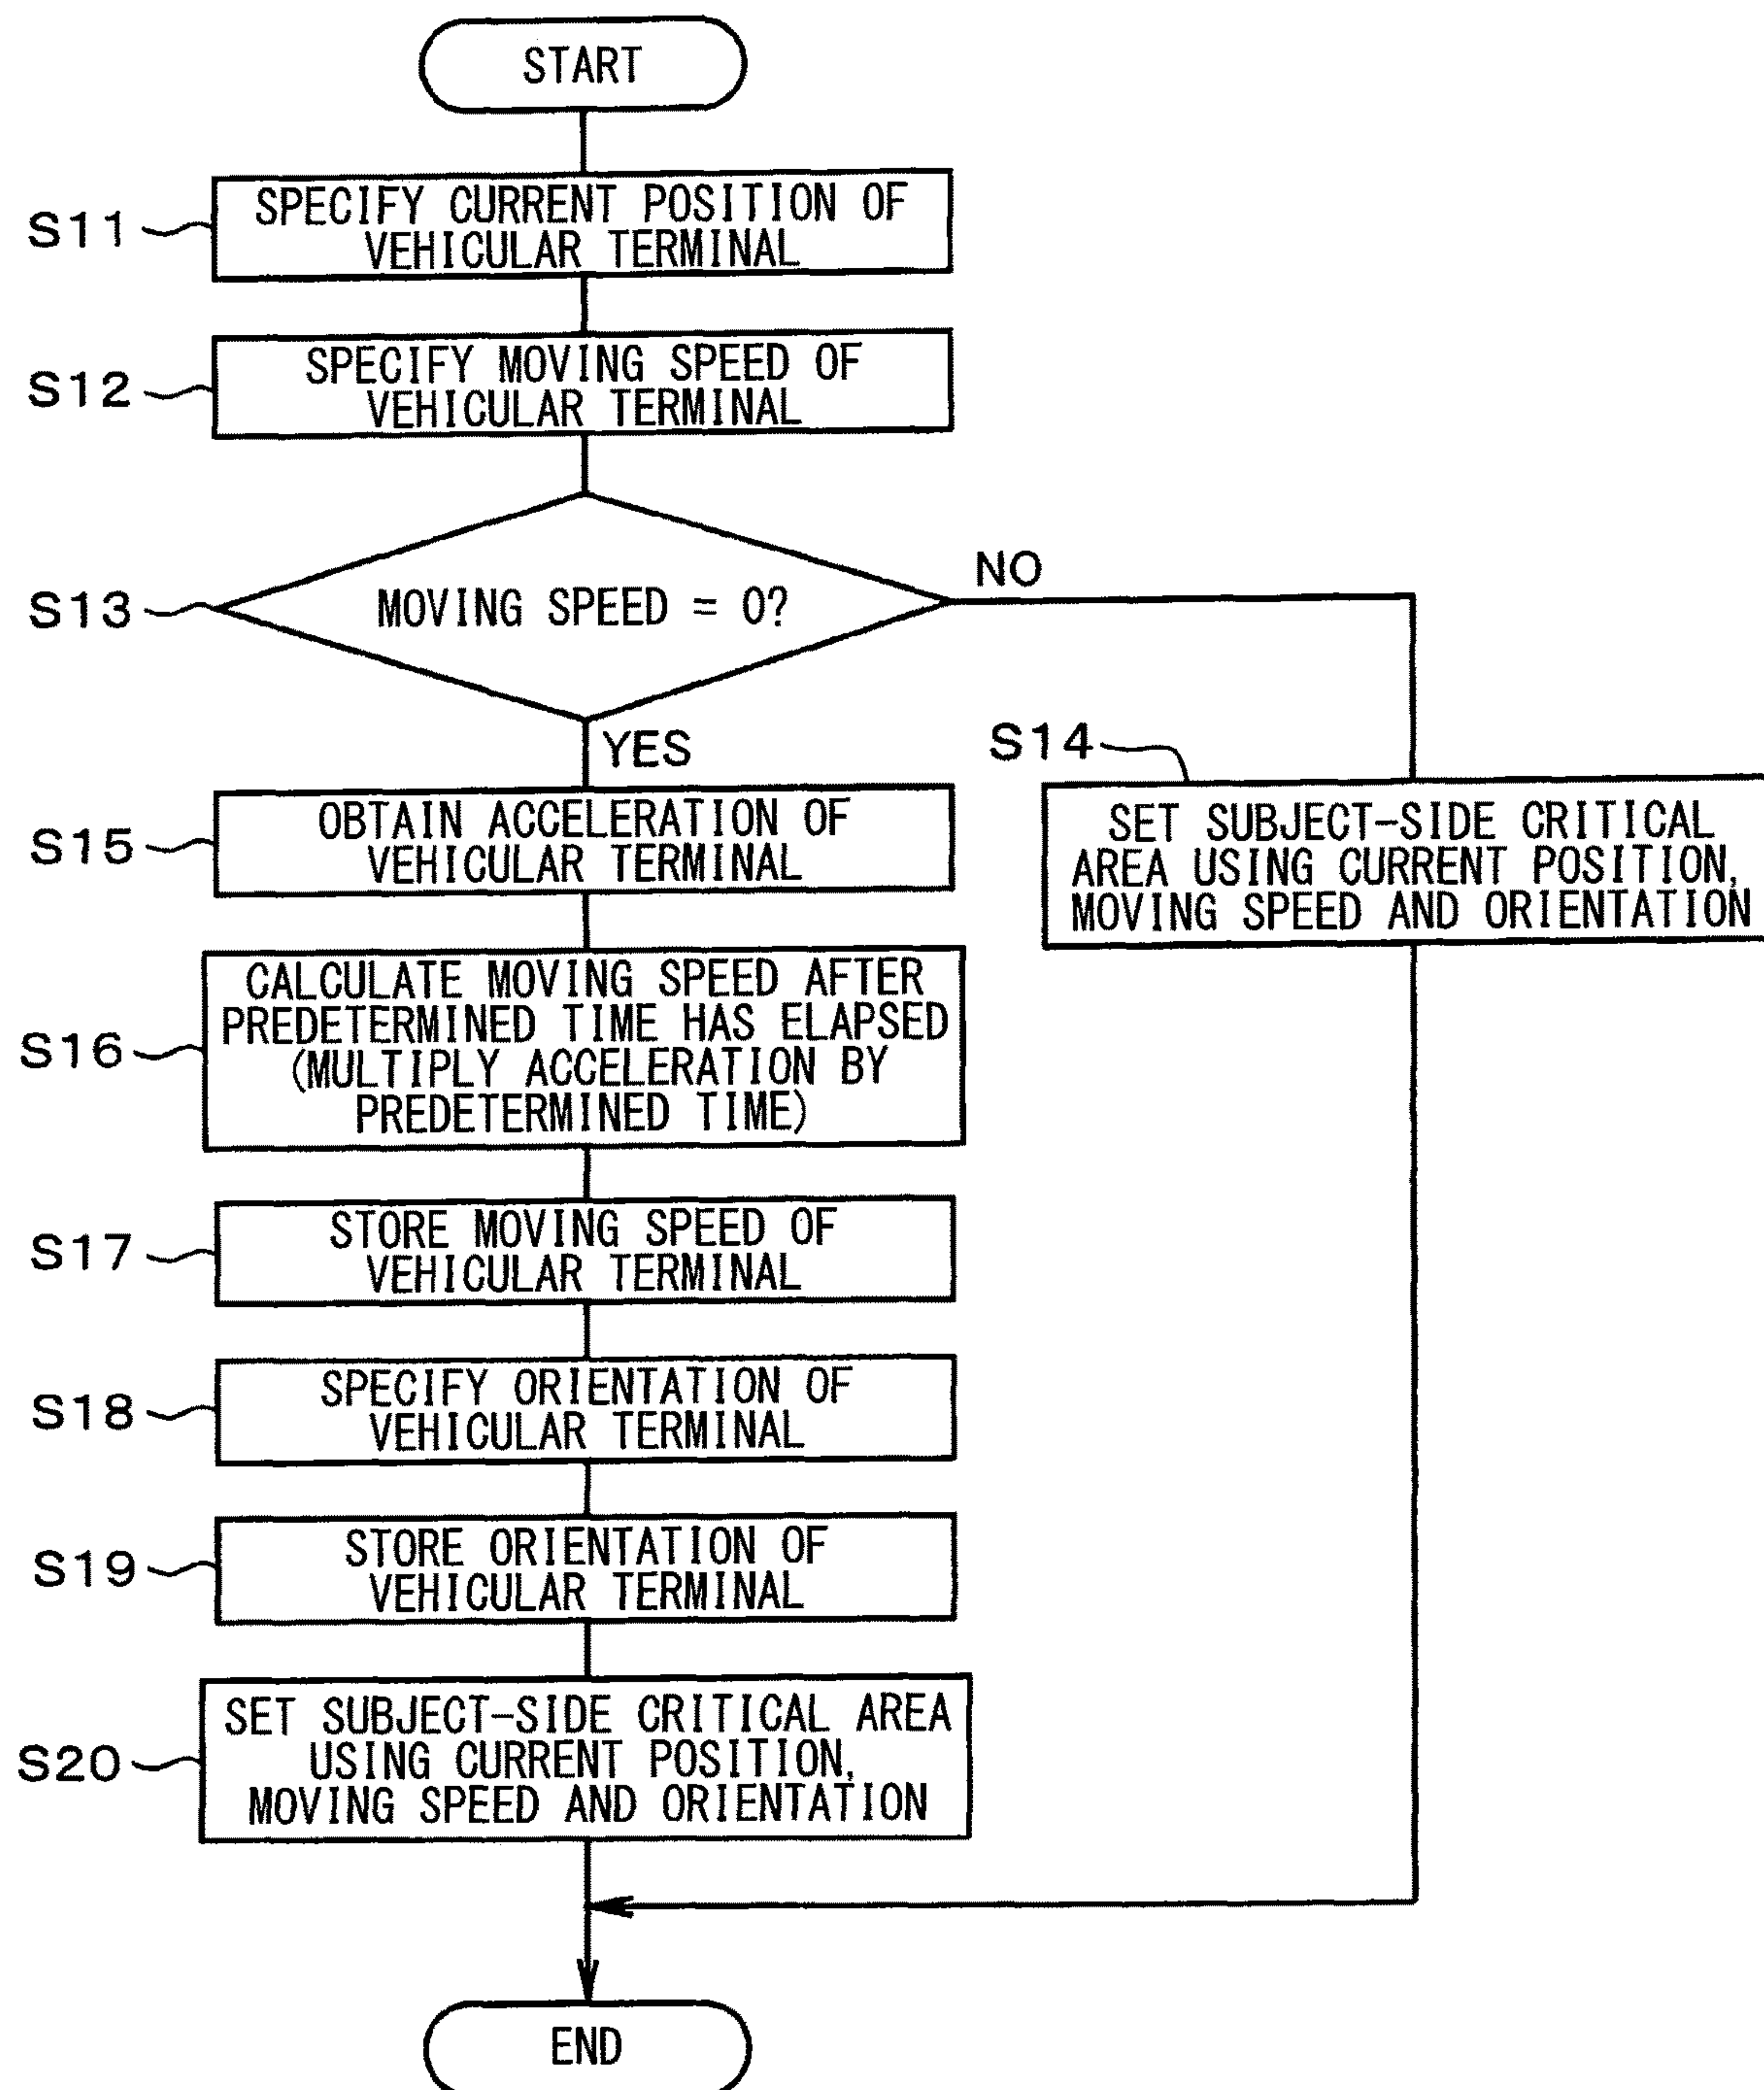 START
S11
SPECIFY CURRENT POSITION OF
VEHICULAR TERMINAL
S12
SPECIFY MOVING SPEED OF
VEHICULAR TERMINAL
S13
MOVING SPEED = 0?
NO
YES
S14
SET SUBJECT-SIDE CRITICAL
AREA USING CURRENT POSITION,
MOVING SPEED AND ORIENTATION
S15
OBTAIN ACCELERATION OF
VEHICULAR TERMINAL
S16
CALCULATE MOVING SPEED AFTER
PREDETERMINED TIME HAS ELAPSED
(MULTIPLY ACCELERATION BY
PREDETERMINED TIME)
S17
STORE MOVING SPEED OF
VEHICULAR TERMINAL
S18
SPECIFY ORIENTATION OF
VEHICULAR TERMINAL
S19
STORE ORIENTATION OF
VEHICULAR TERMINAL
S20
SET SUBJECT-SIDE CRITICAL AREA
USING CURRENT POSITION,
MOVING SPEED AND ORIENTATION
END